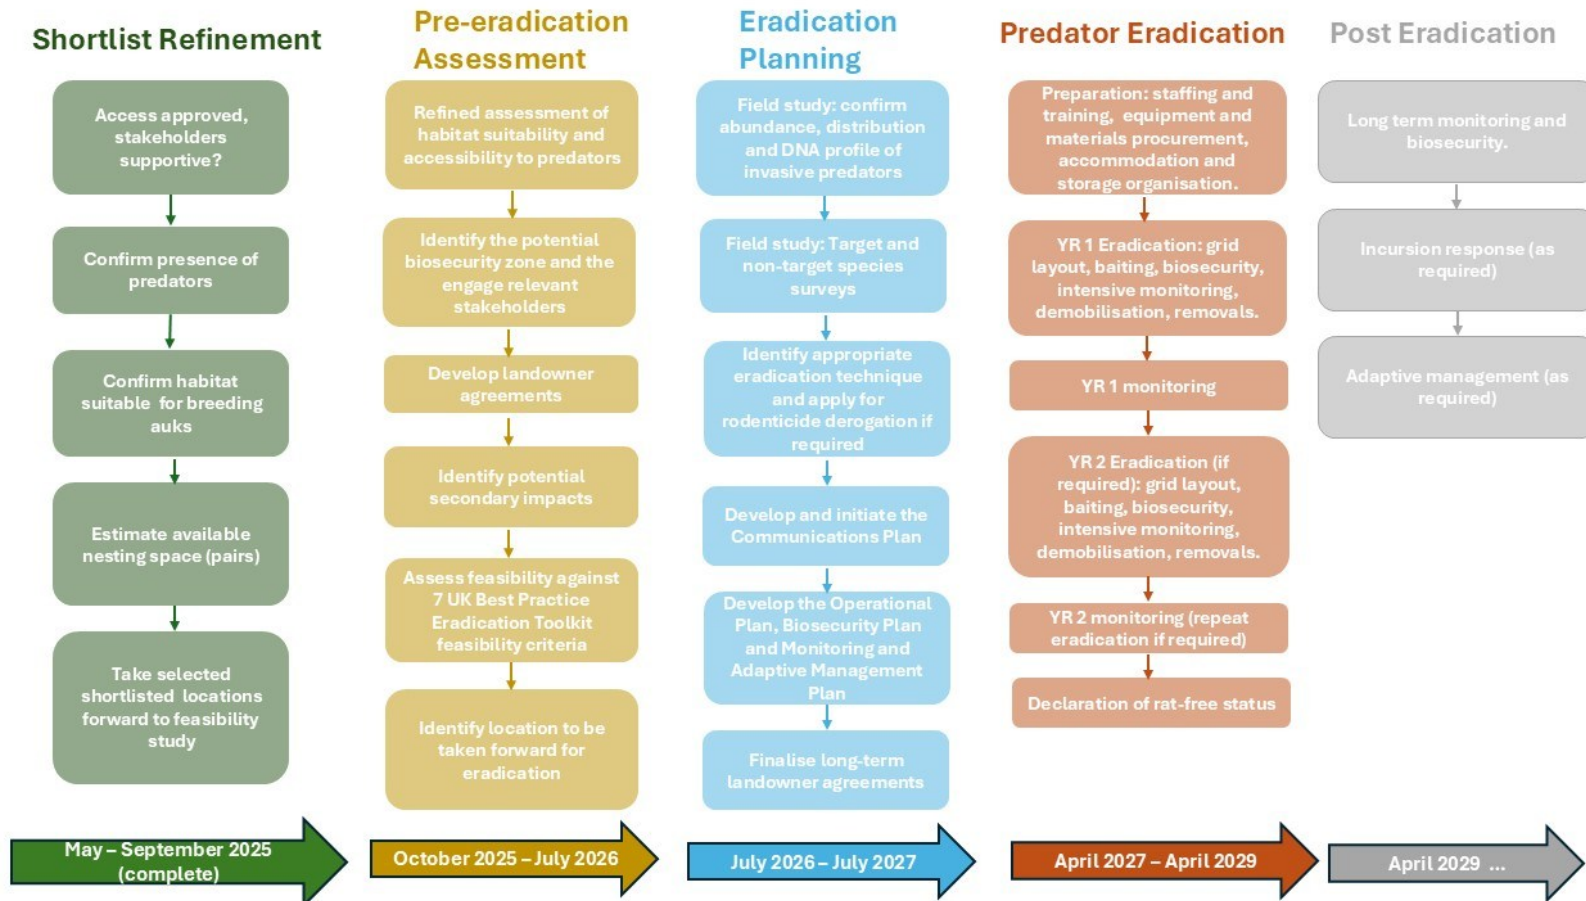 Shortlist Refinement
Access approved,
stakeholders
supportive?
Confirm presence of
predators
Confirm habitat
suitable for breeding
auks
Estimate available
nesting space (pairs)
Take selected
shortlisted locations
forward to feasibility
study
May – September 2025
(complete)
Pre-eradication
Assessment
Refined assessment of
habitat suitability and
accessibility to predators
Identify the potential
biosecurity zone and the
engage relevant
stakeholders
Develop landowner
agreements
Identify potential
secondary impacts
Assess feasibility against
7 UK Best Practice
Eradication Toolkit
feasibility criteria
Identify location to be
taken forward for
eradication
October 2025 – July 2026
Eradication
Planning
Field study: confirm
abundance, distribution
and DNA profile of
invasive predators
Field study: Target and
non-target species
surveys
Identify appropriate
eradication technique
and apply for
rodenticide derogation if
required
Develop and initiate the
Communications Plan
Develop the Operational
Plan, Biosecurity Plan
and Monitoring and
Adaptive Management
Plan
Finalise long-term
landowner agreements
July 2026 – July 2027
Predator Eradication
Preparation: staffing and
training, equipment and
materials procurement,
accommodation and
storage organisation.
YR 1 Eradication: grid
layout, baiting, biosecurity,
intensive monitoring,
demobilisation, removals.
YR 1 monitoring
YR 2 Eradication (if
required): grid layout,
baiting, biosecurity,
intensive monitoring,
demobilisation, removals.
YR 2 monitoring (repeat
eradication if required)
Declaration of rat-free status
April 2027 – April 2029
Post Eradication
Long term monitoring and
biosecurity.
Incursion response (as
required)
Adaptive management (as
required)
April 2029 ...